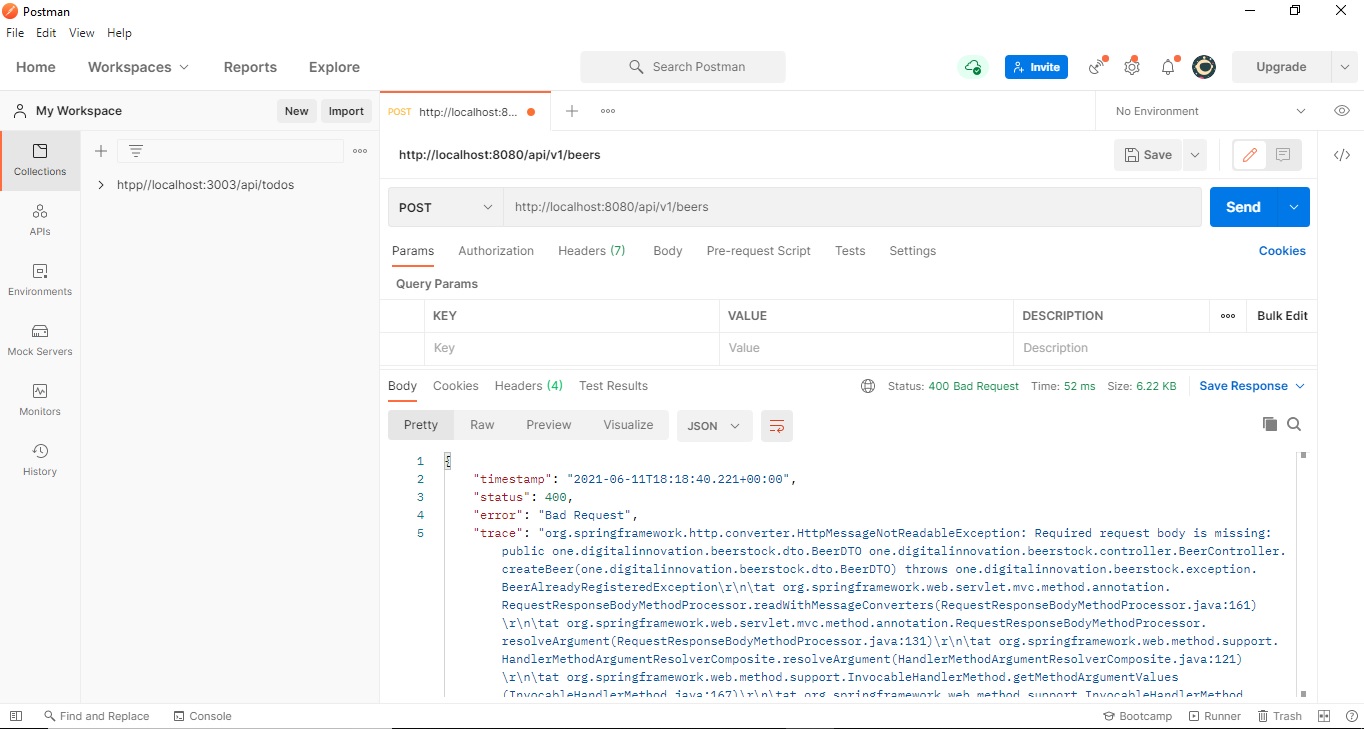 Postman
File Edit View Help
Home Workspaces Reports Explore Search Postman Invite Upgrade
My Workspace New Import POST http://localhost:8... No Environment
Collections
http://localhost:8080/api/v1/beers Save
htpp//localhost:3003/api/todos
POST http://localhost:8080/api/v1/beers Send
APIs
Params Authorization Headers (7) Body Pre-request Script Tests Settings Cookies
Environments
Query Params
KEY VALUE DESCRIPTION Bulk Edit
Key Value Description
Mock Servers
Body Cookies Headers (4) Test Results Status: 400 Bad Request Time: 52 ms Size: 6.22 KB Save Response
Monitors
Pretty Raw Preview Visualize JSON
History
1 {
2 "timestamp": "2021-06-11T18:18:40.221+00:00",
3 "status": 400,
4 "error": "Bad Request",
5 "trace": "org.springframework.http.converter.HttpMessageNotReadableException: Required request body is missing:
public one.digitalinnovation.beerstock.dto.BeerDTO one.digitalinnovation.beerstock.controller.BeerController.
createBeer(one.digitalinnovation.beerstock.dto.BeerDTO) throws one.digitalinnovation.beerstock.exception.
BeerAlreadyRegisteredException\r\n\tat org.springframework.web.servlet.mvc.method.annotation.
RequestResponseBodyMethodProcessor.readWithMessageConverters(RequestResponseBodyMethodProcessor.java:161)
\r\n\tat org.springframework.web.servlet.mvc.method.annotation.RequestResponseBodyMethodProcessor.
resolveArgument(RequestResponseBodyMethodProcessor.java:131)\r\n\tat org.springframework.web.method.support.
HandlerMethodArgumentResolverComposite.resolveArgument(HandlerMethodArgumentResolverComposite.java:121)
\r\n\tat org.springframework.web.method.support.InvocableHandlerMethod.getMethodArgumentValues
(InvocableHandlerMethod.java:167)\r\n\tat org.springframework.web.method.support.InvocableHandlerMethod.
Find and Replace Console Bootcamp Runner Trash